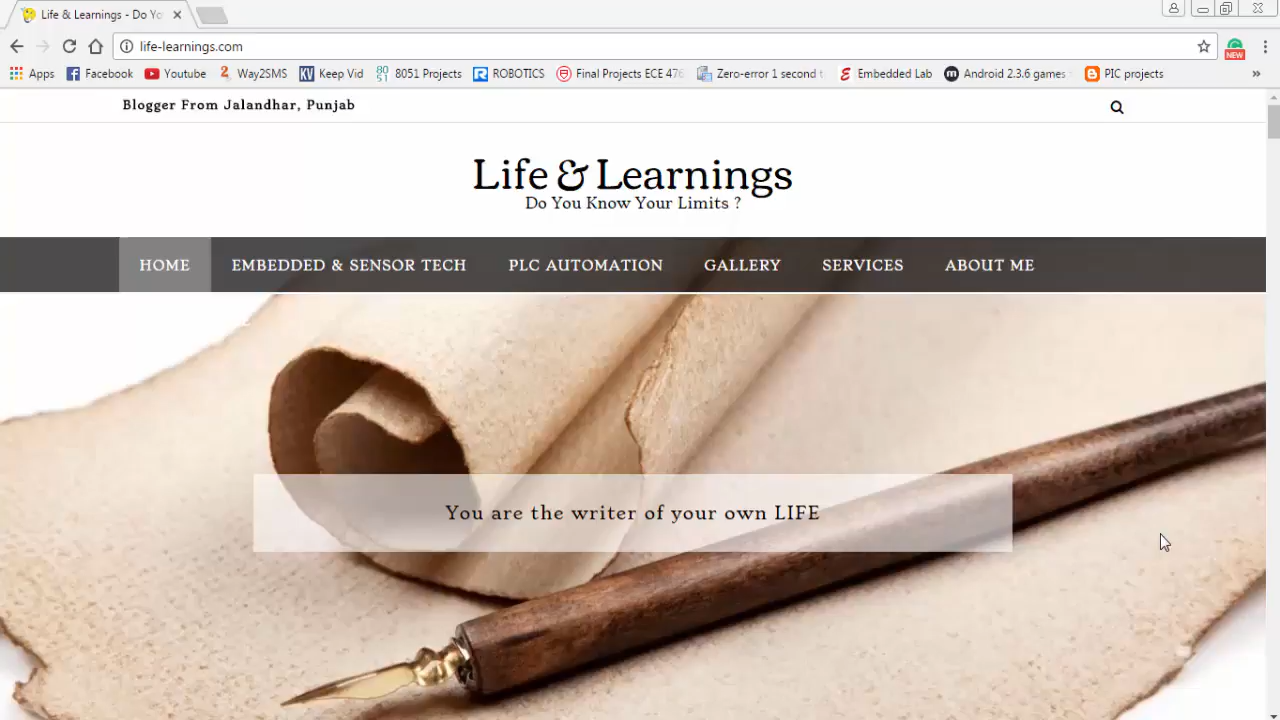 Life & Learnings - Do Yo
life-learnings.com
Apps Facebook Youtube Way2SMS Keep Vid 8051 Projects ROBOTICS Final Projects ECE 476 Zero-error 1 second t Embedded Lab Android 2.3.6 games PIC projects »
NEW
Blogger From Jalandhar, Punjab
Life & Learnings
Do You Know Your Limits ?
HOME EMBEDDED & SENSOR TECH PLC AUTOMATION GALLERY SERVICES ABOUT ME
You are the writer of your own LIFE